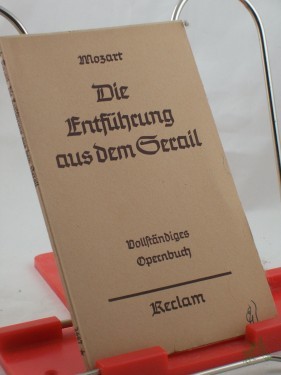 Mozart
Die
Entführung
aus dem Serail
Vollständiges
Opernbuch
Reclam